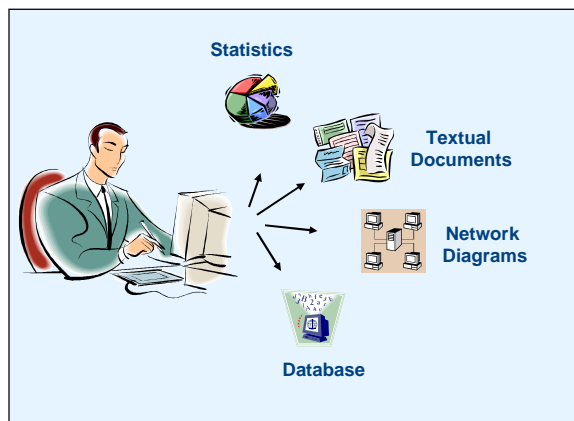 Statistics
Textual
Documents
Network
Diagrams
Database